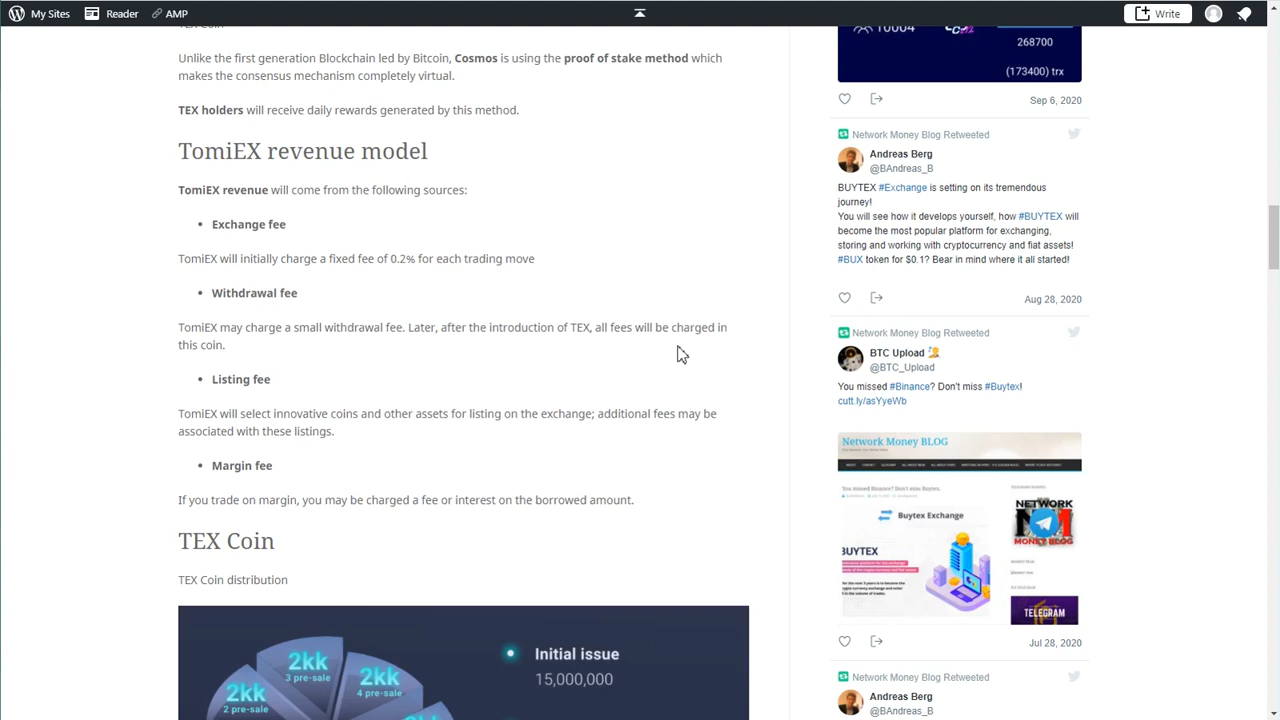 My Sites
Reader
AMP
Write
Unlike the first generation Blockchain led by Bitcoin, Cosmos is using the proof of stake method which
makes the consensus mechanism completely virtual.
TEX holders will receive daily rewards generated by this method.
TomiEX revenue model
TomiEX revenue will come from the following sources:
• Exchange fee
TomiEX will initially charge a fixed fee of 0.2% for each trading move
• Withdrawal fee
TomiEX may charge a small withdrawal fee. Later, after the introduction of TEX, all fees will be charged in
this coin.
• Listing fee
TomiEX will select innovative coins and other assets for listing on the exchange; additional fees may be
associated with these listings.
• Margin fee
If you trade on margin, you may be charged a fee or interest on the borrowed amount.
TEX Coin
TEX Coin distribution
2kk
3 pre-sale
2kk
4 pre-sale
2kk
2 pre-sale
Initial issue
15,000,000
268700
(173400) trx
Sep 6, 2020
Network Money Blog Retweeted
Andreas Berg
@BAndreas_B
BUYTEX #Exchange is setting on its tremendous
journey!
You will see how it develops yourself, how #BUYTEX will
become the most popular platform for exchanging,
storing and working with cryptocurrency and fiat assets!
#BUX token for $0.1? Bear in mind where it all started!
Aug 28, 2020
Network Money Blog Retweeted
BTC Upload
@BTC_Upload
You missed #Binance? Don't miss #Buytex!
cutt.ly/asYyeWb
Network Money BLOG
You missed Binance? Don't miss Buytex.
Buytex Exchange
BUYTEX
NETWORK
MONEY BLOG
TELEGRAM
Jul 28, 2020
Network Money Blog Retweeted
Andreas Berg
@BAndreas_B